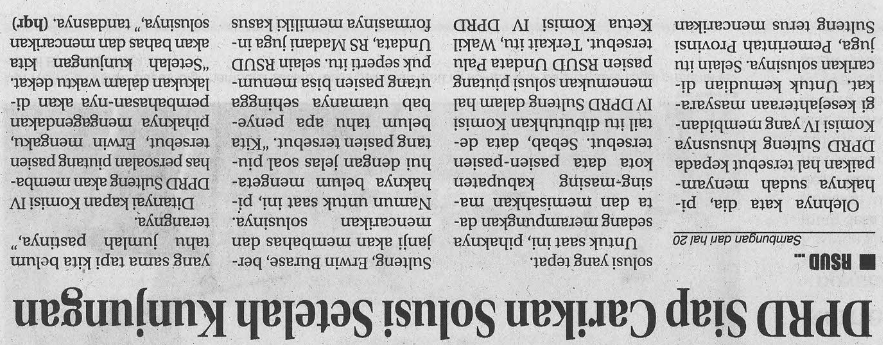 DPRD Siap Carikan Solusi Setelah Kunjungan
■ RSUD ...
Sambungan dari hal 20
Olehnya kata dia, pi-
haknya sudah menyam-
paikan hal tersebut kepada
DPRD Sulteng khususnya
Komisi IV yang membidan-
gi kesejahteraan masyara-
kat. Untuk kemudian di-
carikan solusinya. Selain itu
juga, Pemerintah Provinsi
Sulteng terus mencarikan
solusi yang tepat.
Untuk saat ini, pihaknya
sedang merampungkan da-
ta dan memisahkan ma-
sing-masing kabupaten
kota data pasien-pasien
tersebut. Sebab, data de-
tail itu dibutuhkan Komisi
IV DPRD Sulteng dalam hal
menemukan solusi piutang
pasien RSUD Undata Palu
tersebut. Terkait itu, Wakil
Ketua Komisi IV DPRD
Sulteng, Erwin Burase, ber-
janji akan membahas dan
mencarikan solusinya.
Namun untuk saat ini, pi-
haknya belum mengeta-
hui dengan jelas soal piu-
tang pasien tersebut. "Kita
belum tahu apa penye-
bab utamanya sehingga
utang pasien bisa menum-
puk seperti itu. selain RSUD
Undata, RS Madani juga in-
formasinya memiliki kasus
yang sama tapi kita belum
tahu jumlah pastinya,"
terangnya.
Ditanyai kapan Komisi IV
DPRD Sulteng akan memba-
has persoalan piutang pasien
tersebut, Erwin mengaku,
pihaknya mengagendakan
pembahasan-nya akan di-
lakukan dalam waktu dekat.
"Setelah kunjungan kita
akan bahas dan mencarikan
solusinya," tandasnya. (hqr)